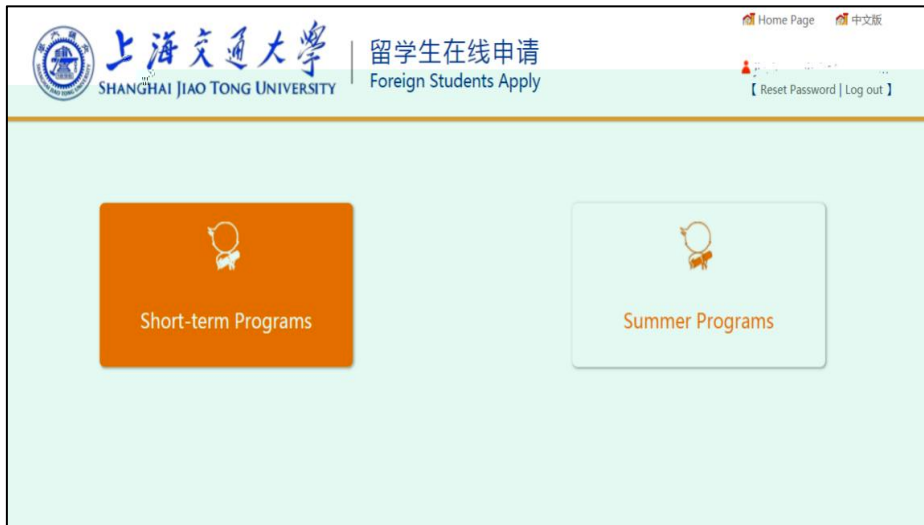 Home Page 中文版
上海交通大學
SHANGHAI JIAO TONG UNIVERSITY
留学生在线申请
Foreign Students Apply
【 Reset Password | Log out 】
Short-term Programs
Summer Programs